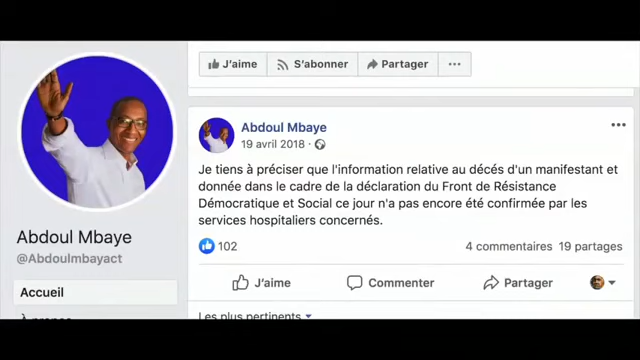 J'aime
S'abonner
Partager
Abdoul Mbaye
19 avril 2018
Je tiens à préciser que l'information relative au décés d'un manifestant et
donnée dans le cadre de la déclaration du Front de Résistance
Démocratique et Social ce jour n'a pas encore été confirmée par les
services hospitaliers concernés.
102
4 commentaires 19 partages
J'aime
Commenter
Partager
Les plus pertinents
Abdoul Mbaye
@Abdoulmbayact
Accueil
À propos